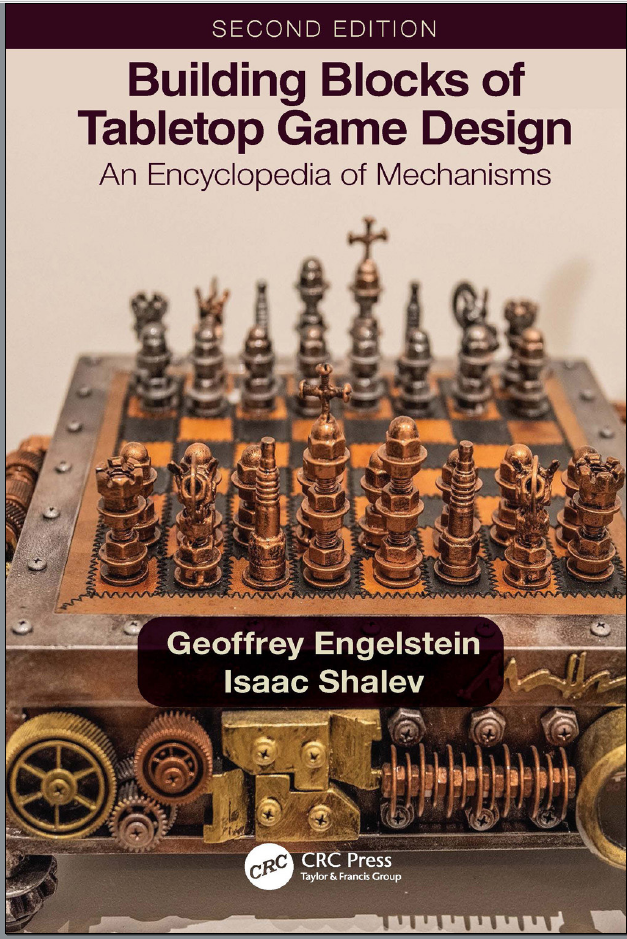 SECOND EDITION
Building Blocks of
Tabletop Game Design
An Encyclopedia of Mechanisms
Geoffrey Engelstein
Isaac Shalev
CRC
CRC Press
Taylor & Francis Group